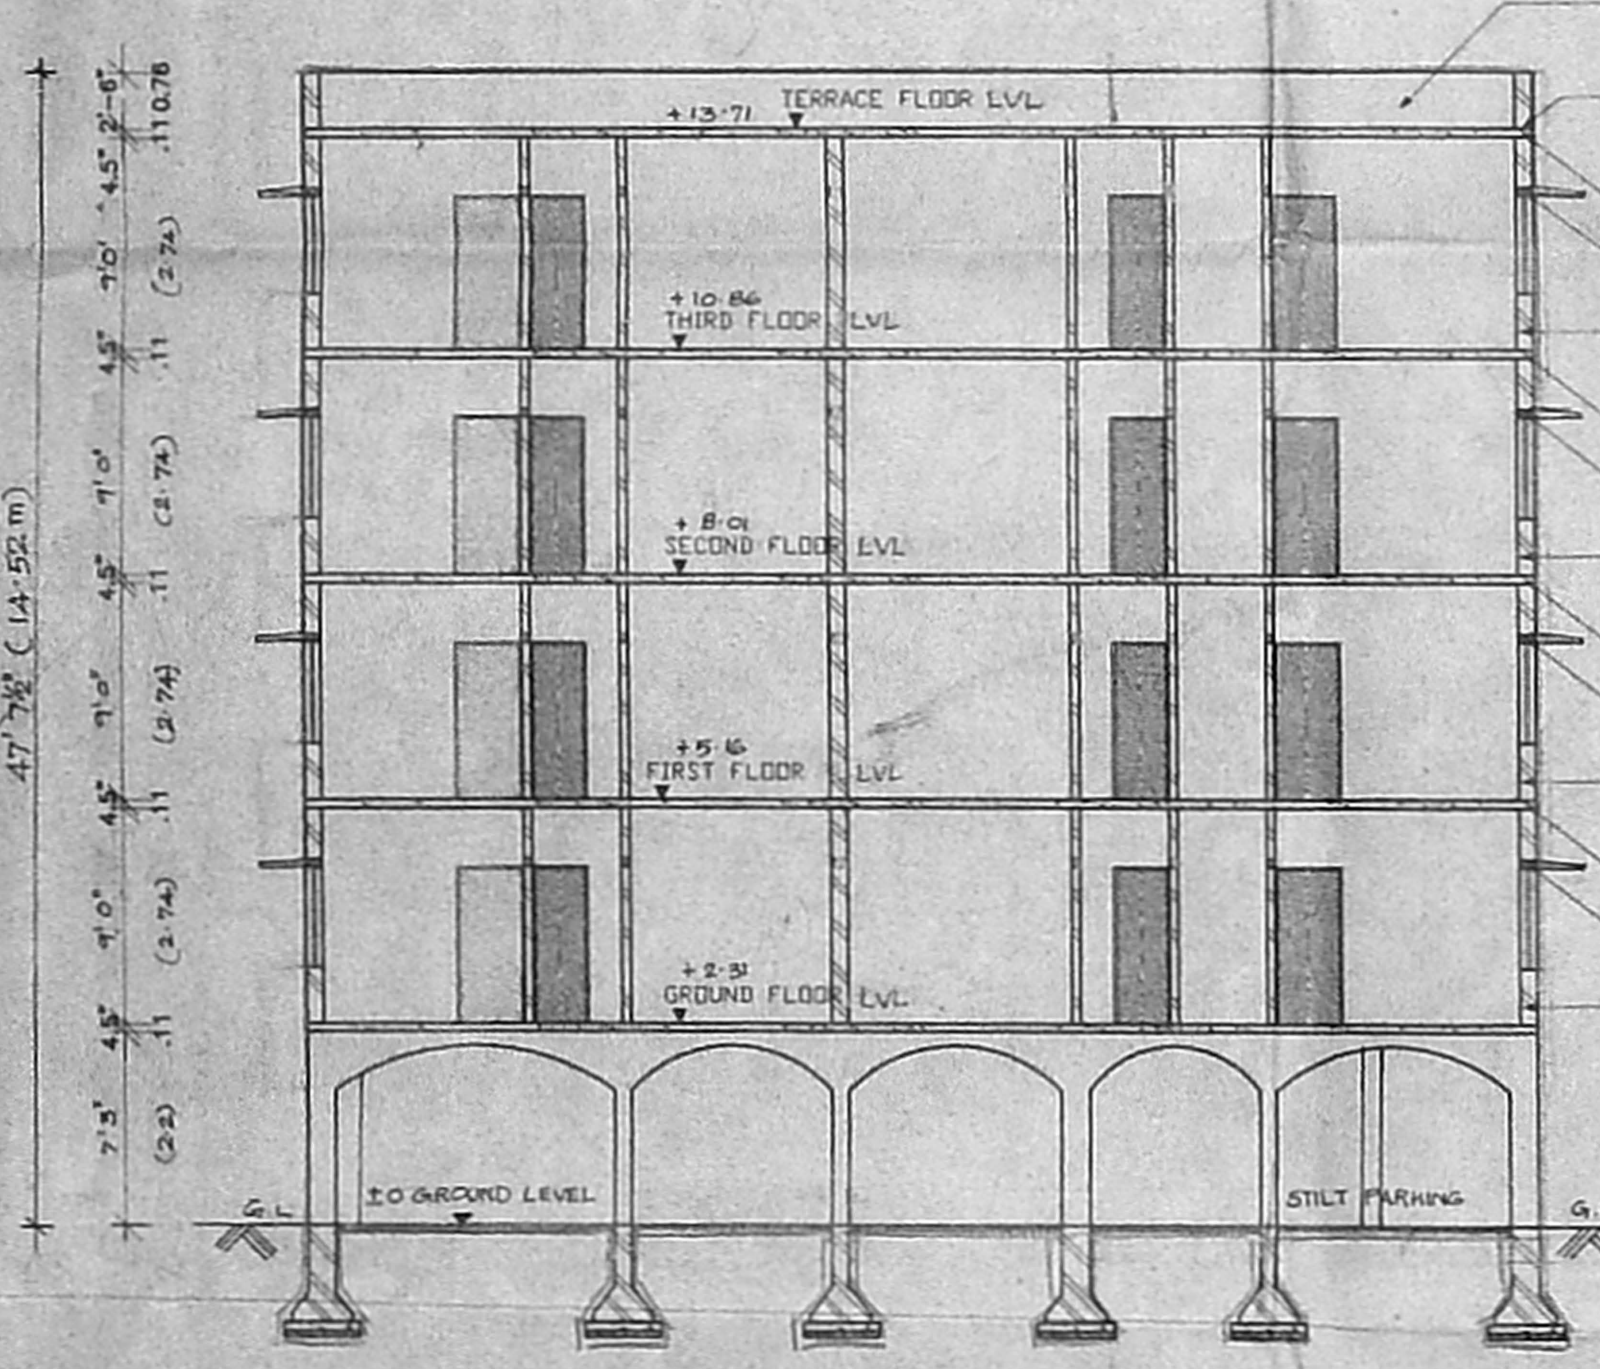 TERRACE FLOOR LVL
+13.71
+10.86
THIRD FLOOR LVL
+ 8.01
SECOND FLOOR LVL
+5.16
FIRST FLOOR LVL
+ 2.31
GROUND FLOOR LVL
±0 GROUND LEVEL
STILT PARKING
G.L
G.
47' 7½" (14.52 m)
2'-6"
4.5"
9'0'
4.5"
9'0"
4.5"
9'0"
4.5"
9'0"
4.5"
7'3"
0.78
.11
(2.74)
.11
(2.74)
.11
(2.74)
.11
(2.74)
.11
(2.2)